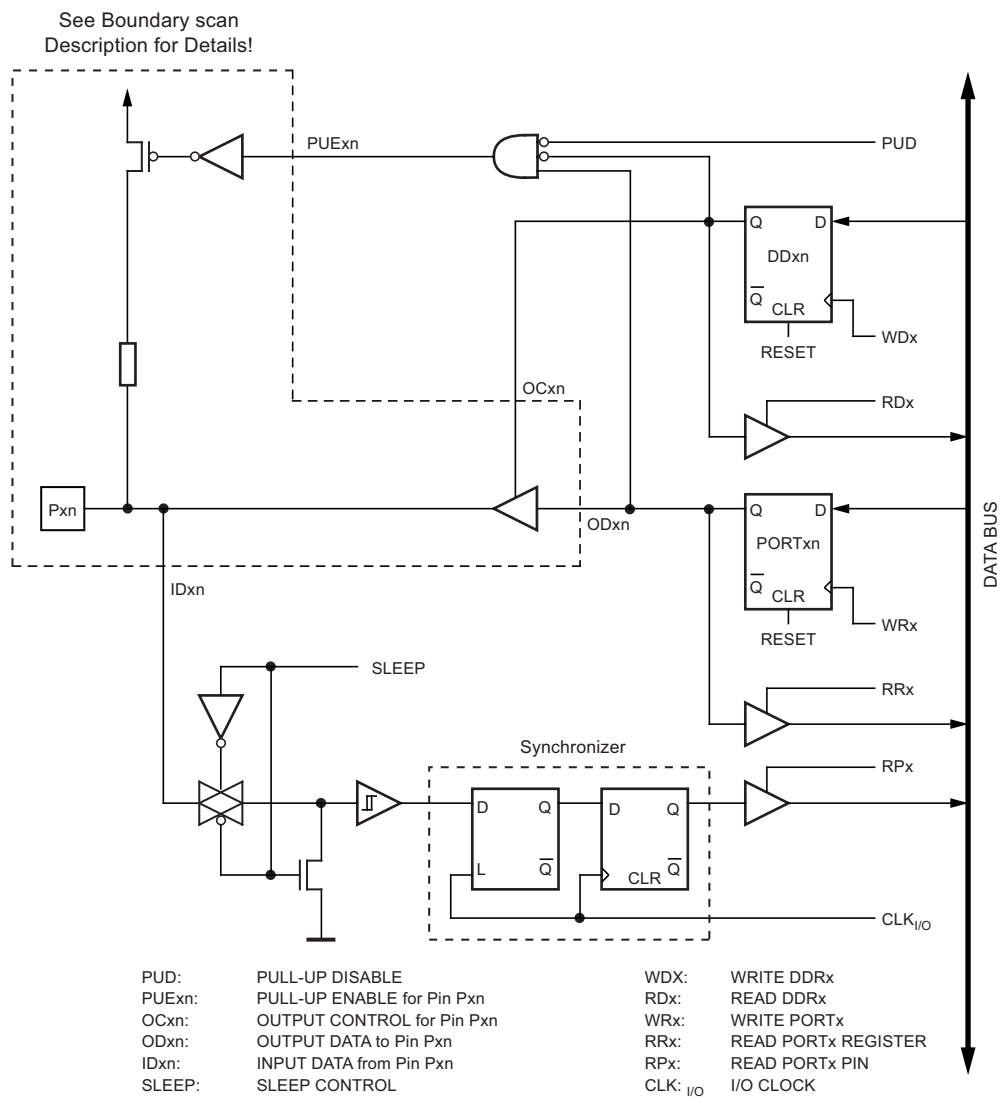 See Boundary scan
Description for Details!
PUExn
PUD
Q D
DDxn
Q
CLR
WDx
RESET
OCxn
RDx
Pxn
ODxn
Q D
PORTxn
Q
CLR
WRx
RESET
DATA BUS
IDxn
SLEEP
RRx
Synchronizer
RPx
D Q
L Q
D Q
CLR Q
CLK I/O
PUD: PULL-UP DISABLE
PUExn: PULL-UP ENABLE for Pin Pxn
OCxn: OUTPUT CONTROL for Pin Pxn
ODxn: OUTPUT DATA to Pin Pxn
IDxn: INPUT DATA from Pin Pxn
SLEEP: SLEEP CONTROL
WDX: WRITE DDRx
RDx: READ DDRx
WRx: WRITE PORTx
RRx: READ PORTx REGISTER
RPx: READ PORTx PIN
CLK: I/O I/O CLOCK